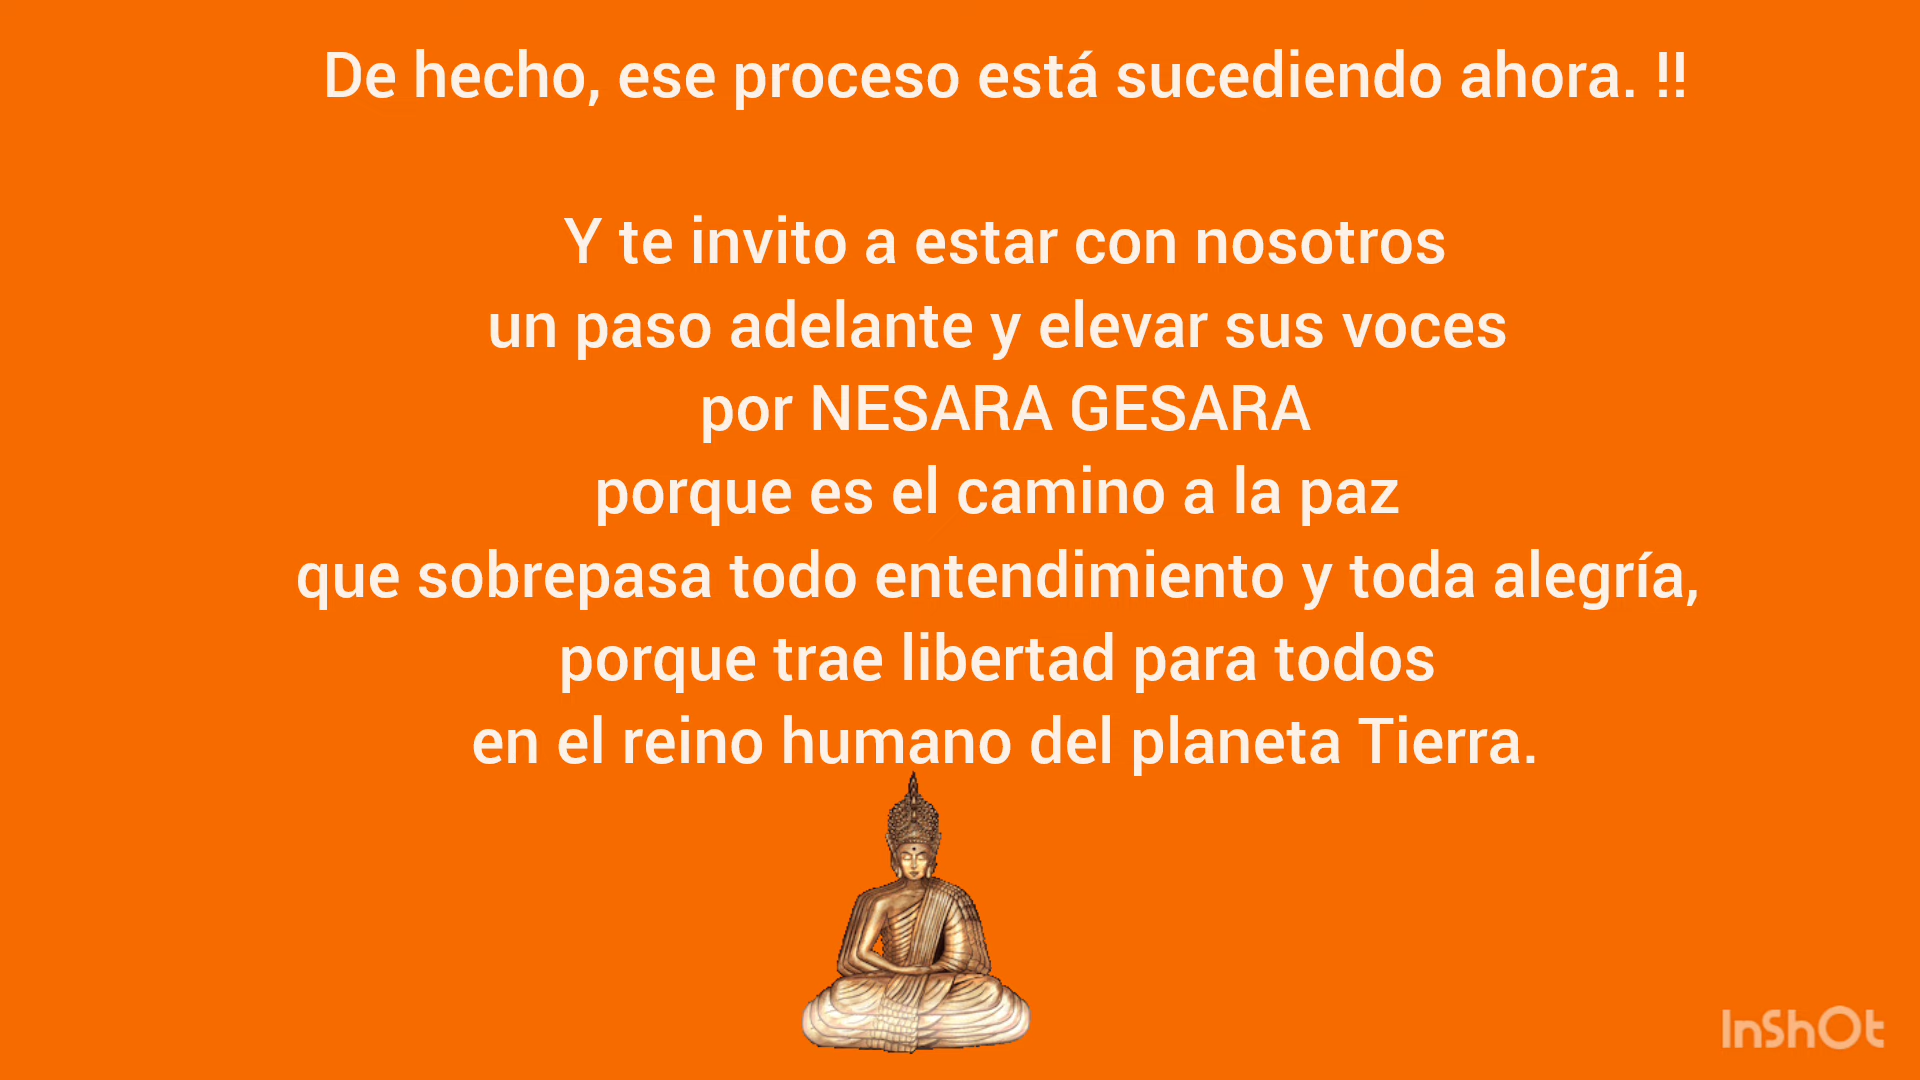 De hecho, ese proceso está sucediendo ahora. !!
Y te invito a estar con nosotros
un paso adelante y elevar sus voces
por NESARA GESARA
porque es el camino a la paz
que sobrepasa todo entendimiento y toda alegría,
porque trae libertad para todos
en el reino humano del planeta Tierra.
InShOt